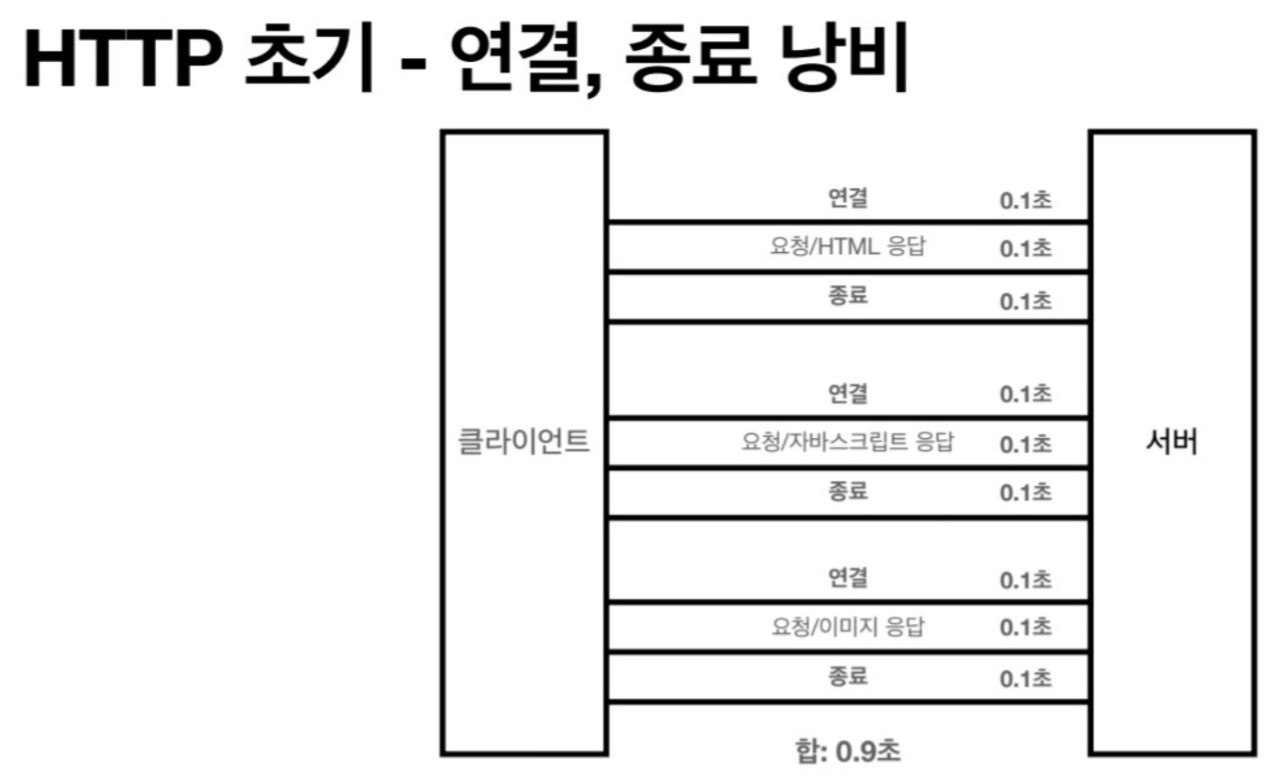 HTTP 초기 - 연결, 종료 낭비
연결 0.1초
요청/HTML 응답 0.1초
종료 0.1초
연결 0.1초
클라이언트 요청/자바스크립트 응답 0.1초 서버
종료 0.1초
연결 0.1초
요청/이미지 응답 0.1초
종료 0.1초
합: 0.9초